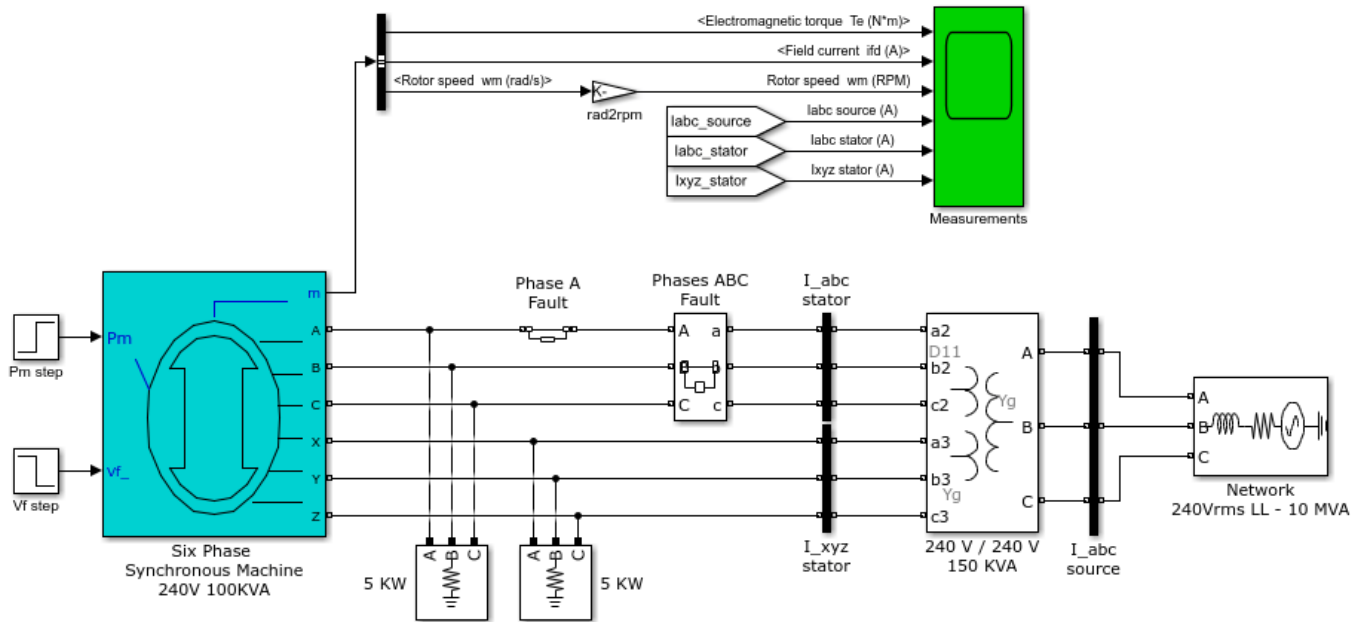 <Electromagnetic torque Te (N*m)>
<Field current ifd (A)>
<Rotor speed wm (rad/s)>
K-
rad2rpm
Rotor speed wm (RPM)
Iabc_source
Iabc source (A)
Iabc_stator
Iabc stator (A)
Ixyz_stator
Ixyz stator (A)
Measurements
Pm step
Vf step
Pm
Vf_
m
A
B
C
X
Y
Z
Six Phase
Synchronous Machine
240V 100KVA
Phase A
Fault
Phases ABC
Fault
A a
b
C c
I_abc
stator
I_xyz
stator
A B C
5 KW
A B C
5 KW
a2
D11
b2
c2
a3
b3
Yg
c3
Yg
A
B
C
240 V / 240 V
150 KVA
I_abc
source
A
B
C
Network
240Vrms LL - 10 MVA